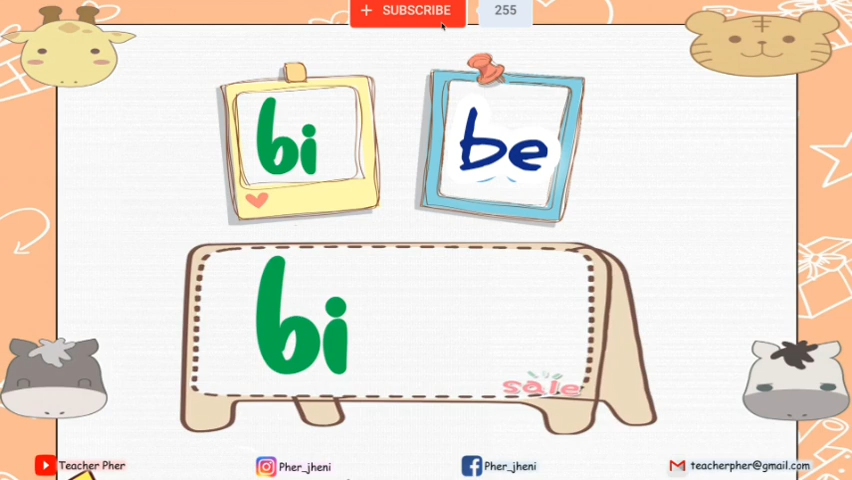 SUBSCRIBE 255
bi be
bi
sale
Teacher Pher Pher_jheni Pher_jheni teacherpher@gmail.com